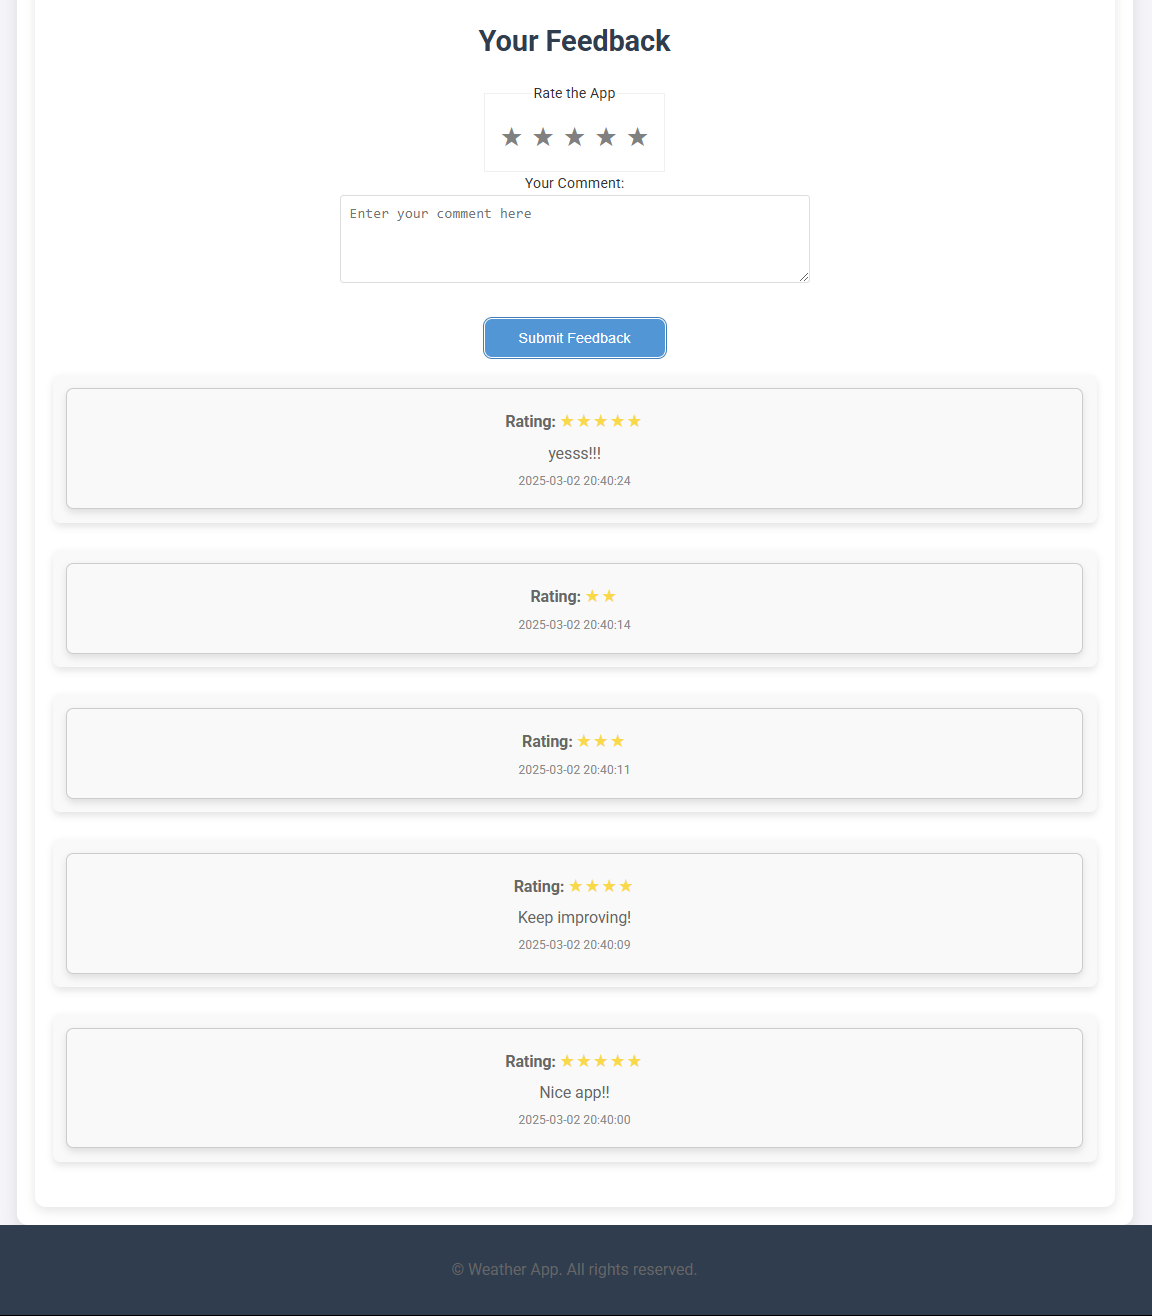 Your Feedback
Rate the App
★ ★ ★ ★ ★
Your Comment:
Enter your comment here
Submit Feedback
Rating: ★★★★★
yesss!!!
2025-03-02 20:40:24
Rating: ★★
2025-03-02 20:40:14
Rating: ★★★
2025-03-02 20:40:11
Rating: ★★★★
Keep improving!
2025-03-02 20:40:09
Rating: ★★★★★
Nice app!!
2025-03-02 20:40:00
© Weather App. All rights reserved.